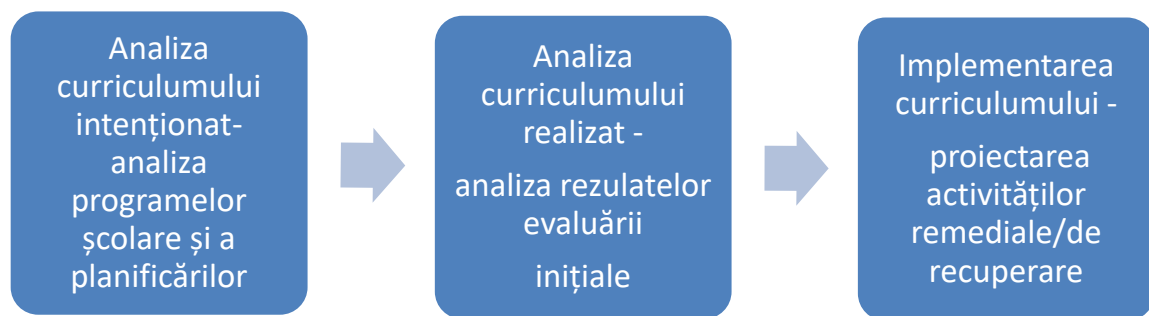 Analiza
curriculumului
intenționat-
analiza
programelor
școlare și a
planificărilor
Analiza
curriculumului
realizat -
analiza rezulatelor
evaluării
inițiale
Implementarea
curriculumului -
proiectarea
activităților
remediale/de
recuperare